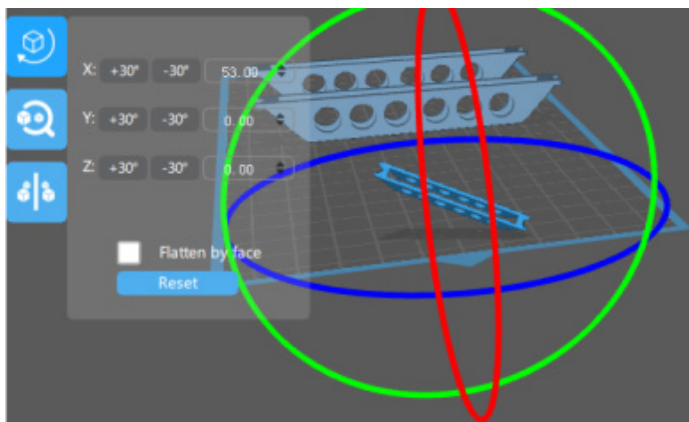 X: +30° -30° 53.00
Y: +30° -30° 0.00
Z: +30° -30° 0.00
Flatten by face
Reset